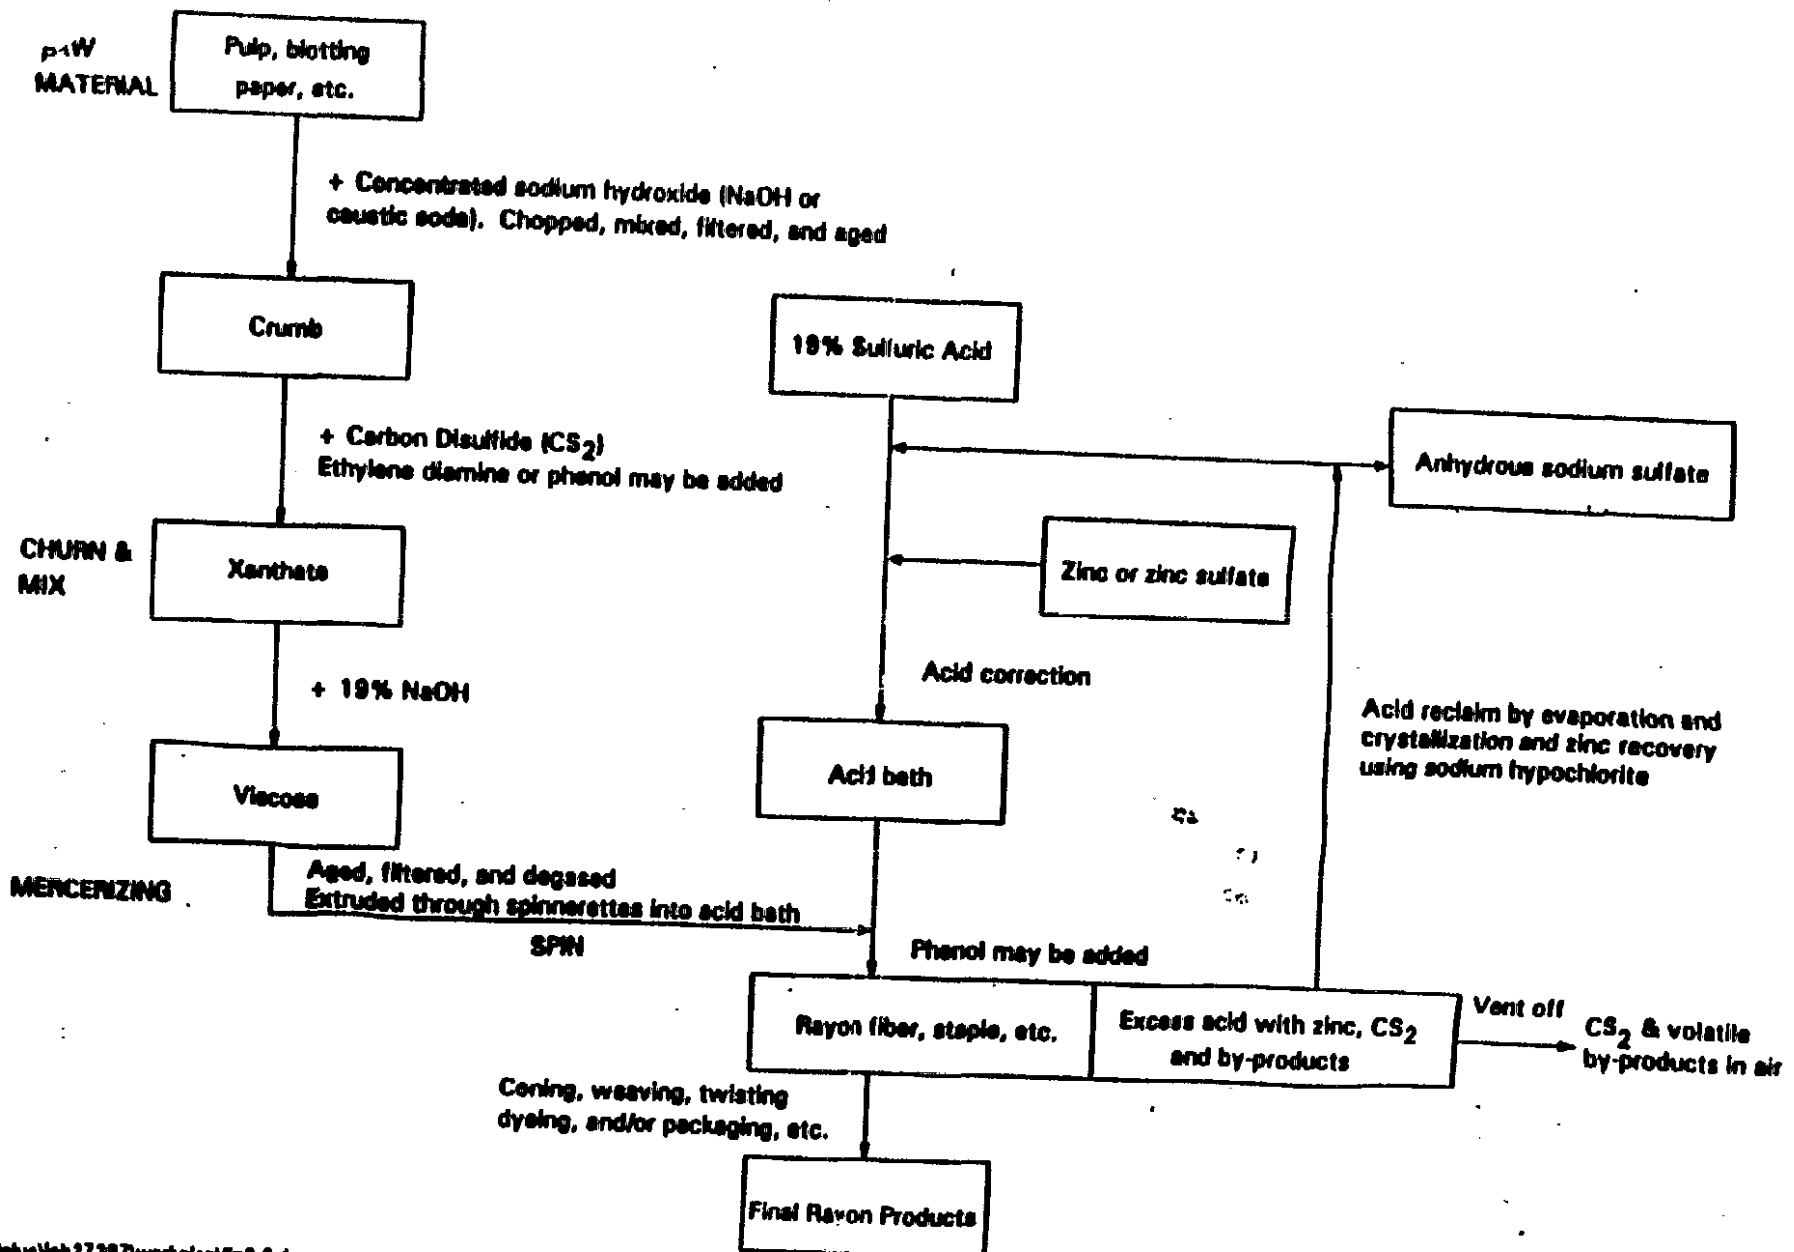 MATERIAL
Pulp, blotting
paper, etc.
+ Concentrated sodium hydroxide (NaOH or
caustic soda). Chopped, mixed, filtered, and aged
Crumb
19% Sulfuric Acid
+ Carbon Disulfide (CS2)
Ethylene diamine or phenol may be added
Anhydrous sodium sulfate
CHURN &
MIX
Xanthate
Zinc or zinc sulfate
+ 19% NaOH
Acid correction
Acid reclaim by evaporation and
crystallization and zinc recovery
using sodium hypochlorite
Viscose
Acid bath
MERCERIZING
Aged, filtered, and degased
Extruded through spinnerettes into acid bath
SPIN
Phenol may be added
Rayon fiber, staple, etc.
Excess acid with zinc, CS2
and by-products
Vent off
CS2 & volatile
by-products in air
Coning, weaving, twisting
dyeing, and/or packaging, etc.
Final Rayon Products